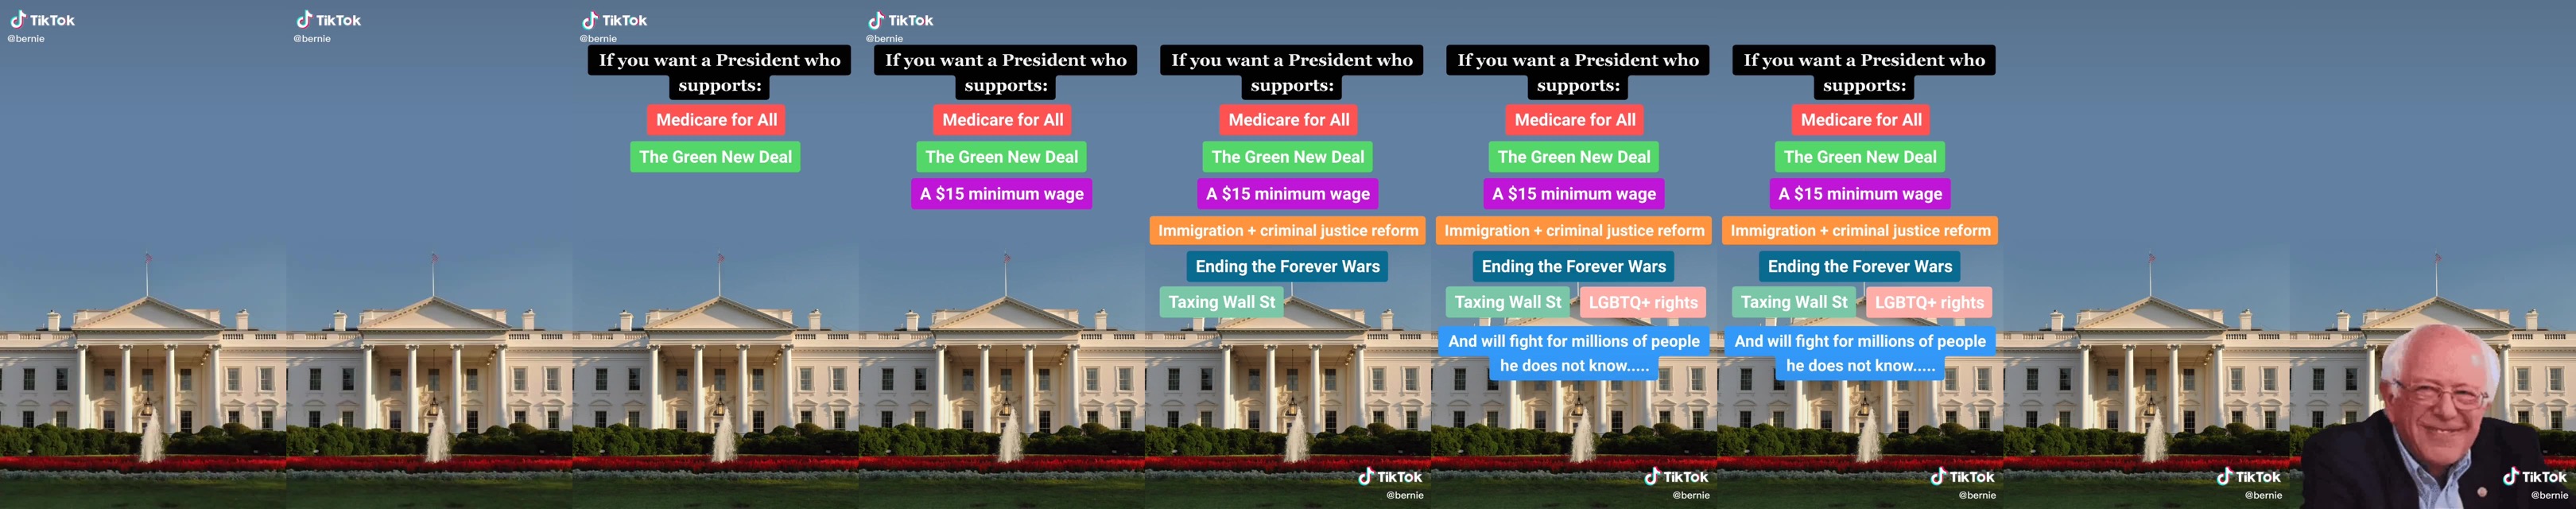 TikTok
@bernie
TikTok
@bernie
TikTok
@bernie
If you want a President who
supports:
Medicare for All
The Green New Deal
TikTok
@bernie
If you want a President who
supports:
Medicare for All
The Green New Deal
A $15 minimum wage
If you want a President who
supports:
Medicare for All
The Green New Deal
A $15 minimum wage
Immigration + criminal justice reform
Ending the Forever Wars
Taxing Wall St
TikTok
@bernie
If you want a President who
supports:
Medicare for All
The Green New Deal
A $15 minimum wage
Immigration + criminal justice reform
Ending the Forever Wars
Taxing Wall St
LGBTQ+ rights
And will fight for millions of people
he does not know.....
TikTok
@bernie
If you want a President who
supports:
Medicare for All
The Green New Deal
A $15 minimum wage
Immigration + criminal justice reform
Ending the Forever Wars
Taxing Wall St
LGBTQ+ rights
And will fight for millions of people
he does not know.....
TikTok
@bernie
TikTok
@bernie
TikTok
@bernie